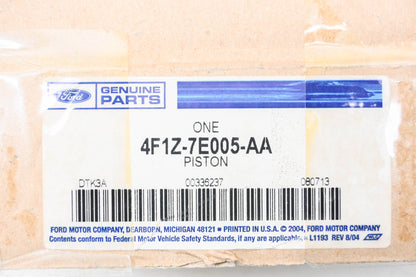 Ford
GENUINE
PARTS
ONE
4F1Z-7E005-AA
PISTON
DTK3A 00336237 080713
FORD MOTOR COMPANY, DEARBORN, MICHIGAN 48121 • PRINTED IN U.S.A. © 2004, FORD MOTOR COMPANY
Contents conform to Federal Motor Vehicle Safety Standards, if any are applicable. • L1193 REV 8/04